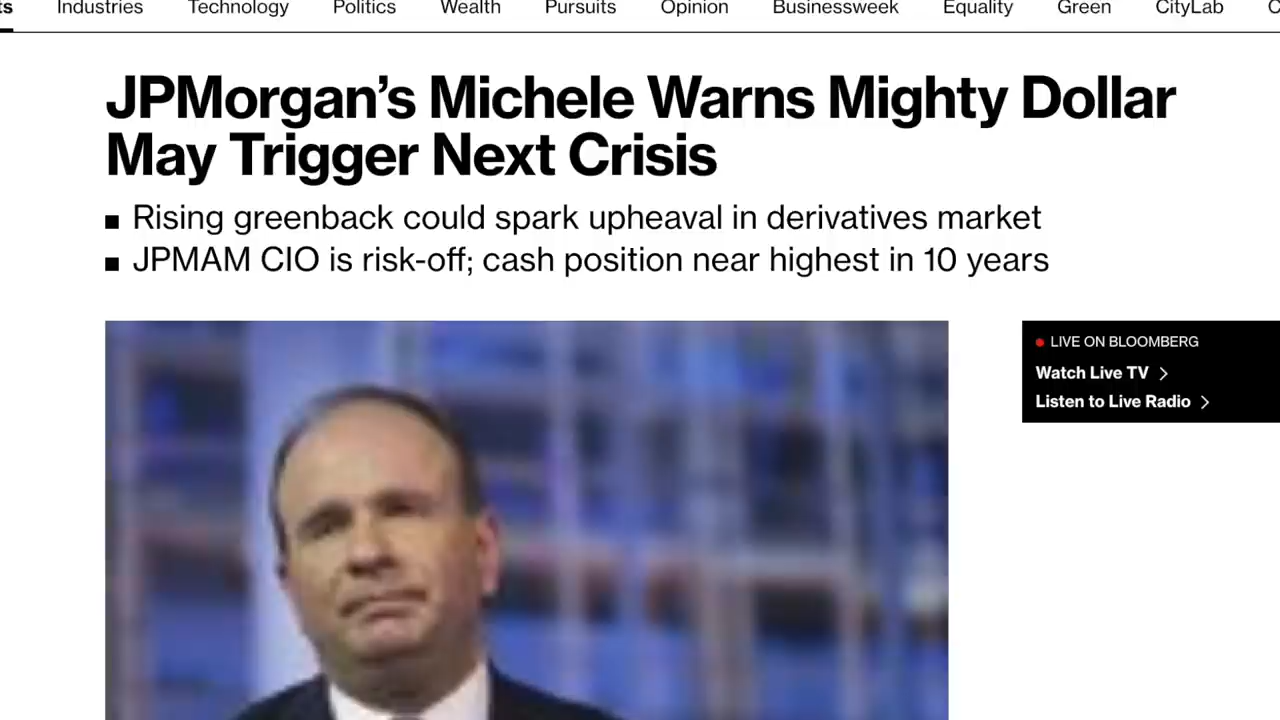 Industries Technology Politics Wealth Pursuits Opinion Businessweek Equality Green CityLab
JPMorgan’s Michele Warns Mighty Dollar
May Trigger Next Crisis
■ Rising greenback could spark upheaval in derivatives market
■ JPMAM CIO is risk-off; cash position near highest in 10 years
LIVE ON BLOOMBERG
Watch Live TV >
Listen to Live Radio >